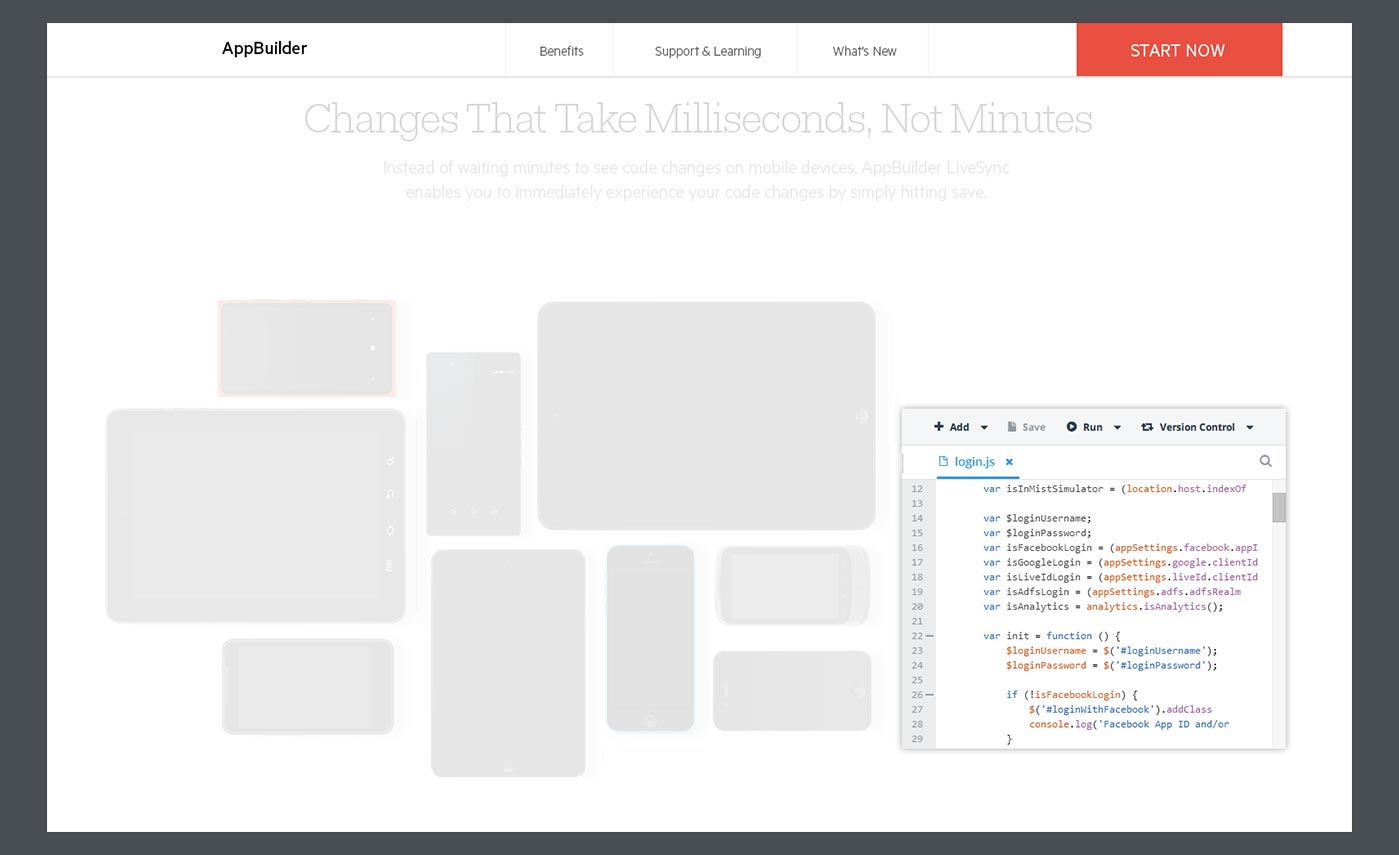 AppBuilder
Benefits
Support & Learning
What's New
START NOW
Changes That Take Milliseconds, Not Minutes
Instead of waiting minutes to see code changes on mobile devices, AppBuilder LiveSync
enables you to immediately experience your code changes by simply hitting save.
Add
Save
Run
Version Control
login.js
12 var isInMistSimulator = (location.host.indexOf
13
14 var $loginUsername;
15 var $loginPassword;
16 var isFacebookLogin = (appSettings.facebook.appI
17 var isGoogleLogin = (appSettings.google.clientId
18 var isLiveIdLogin = (appSettings.liveId.clientId
19 var isAdfsLogin = (appSettings.adfs.adfsRealm
20 var isAnalytics = analytics.isAnalytics();
21
22 var init = function () {
23 $loginUsername = $('#loginUsername');
24 $loginPassword = $('#loginPassword');
25
26 if (!isFacebookLogin) {
27 $('#loginWithFacebook').addClass
28 console.log('Facebook App ID and/or
29 }